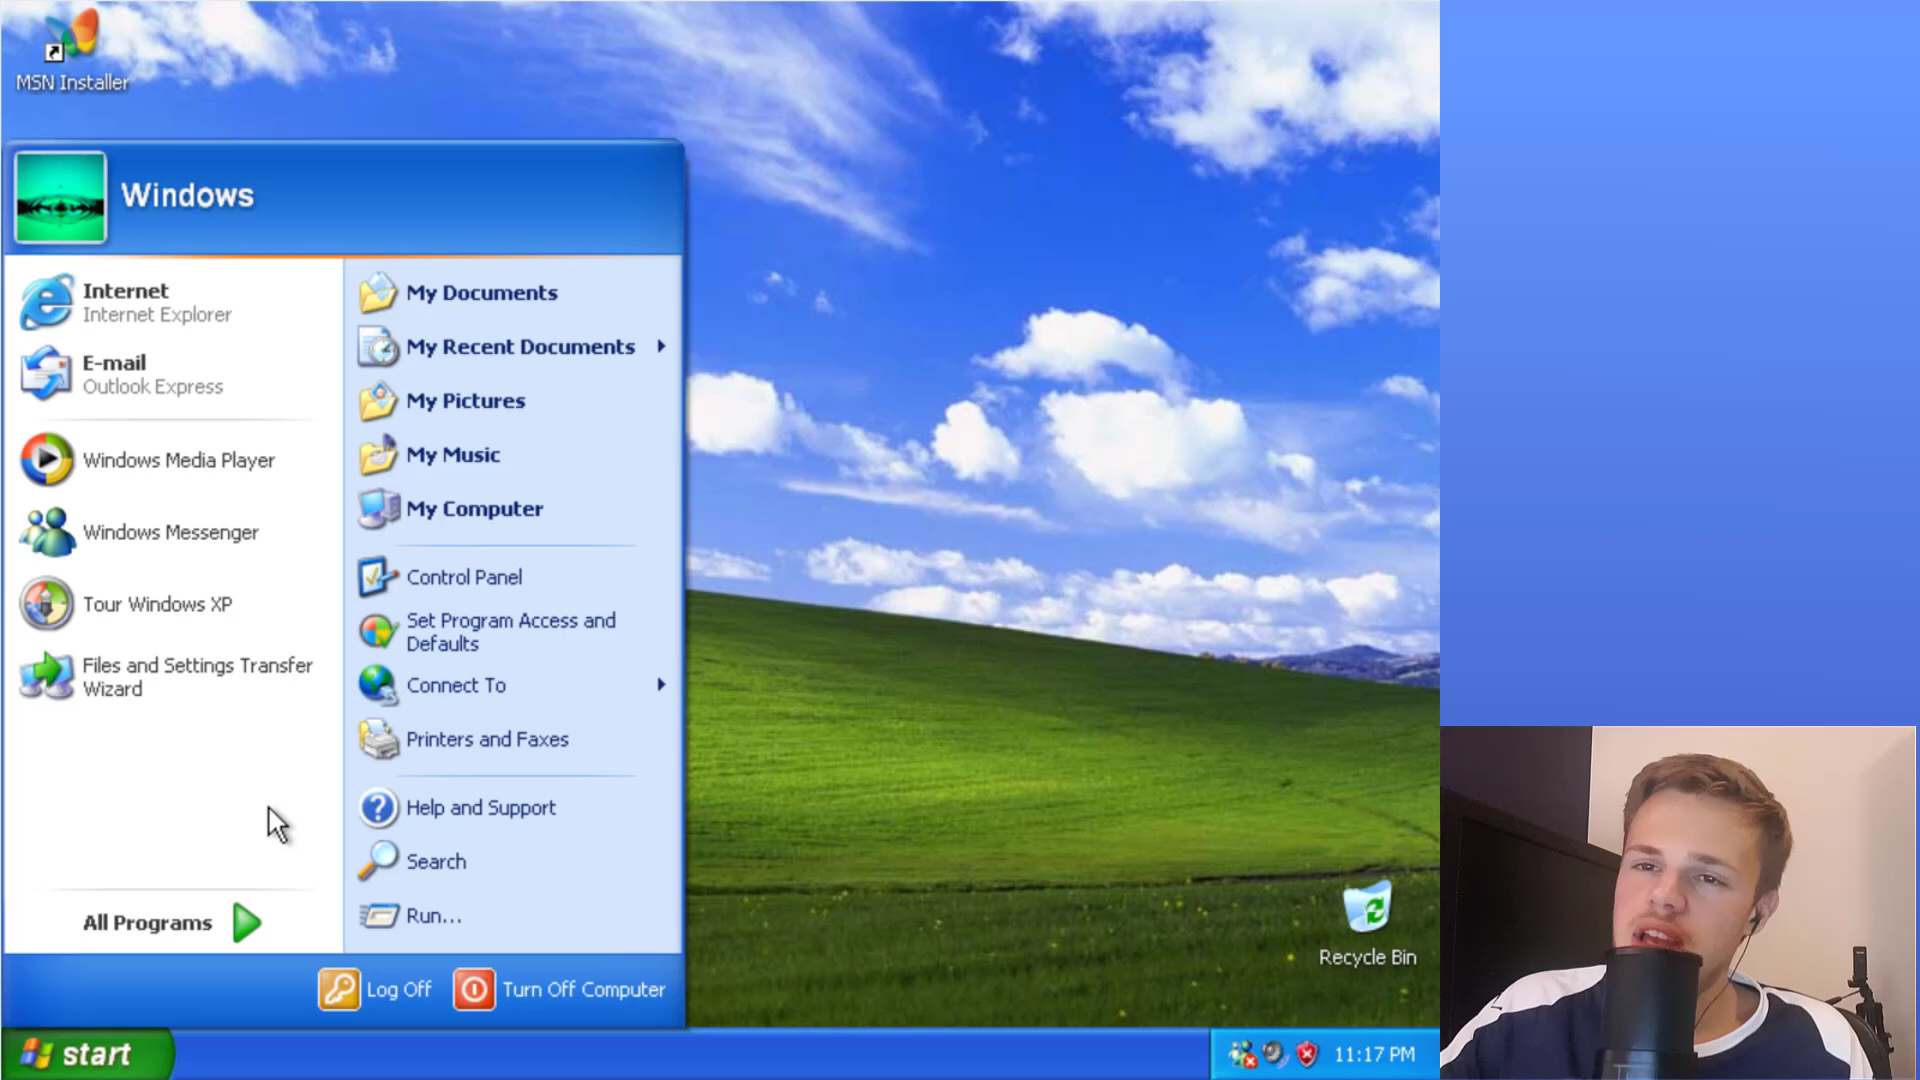 MSN Installer
Windows
Internet
Internet Explorer
E-mail
Outlook Express
Windows Media Player
Windows Messenger
Tour Windows XP
Files and Settings Transfer
Wizard
All Programs
My Documents
My Recent Documents
My Pictures
My Music
My Computer
Control Panel
Set Program Access and
Defaults
Connect To
Printers and Faxes
Help and Support
Search
Run...
Log Off
Turn Off Computer
Recycle Bin
start
11:17 PM